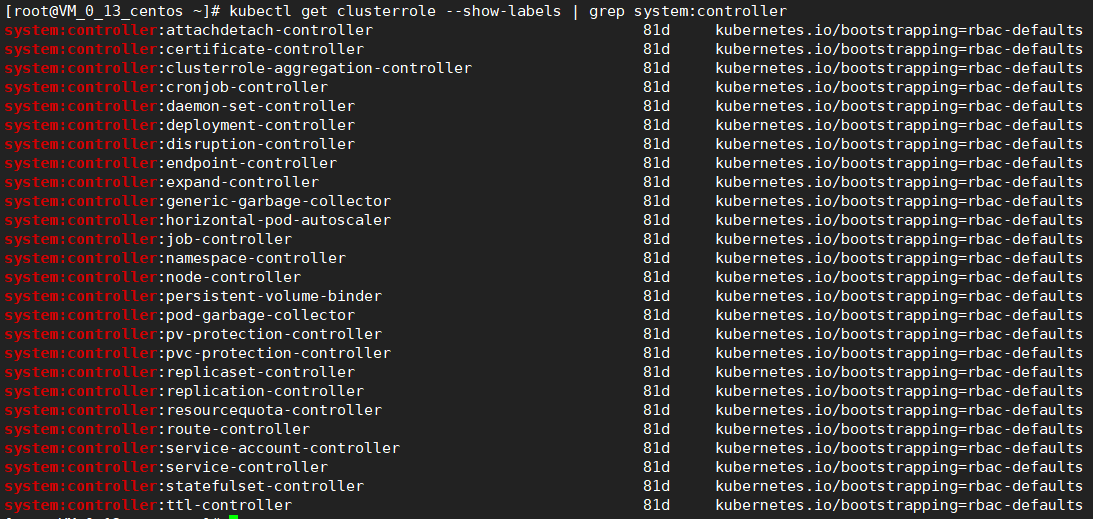 [root@VM_0_13_centos ~]# kubectl get clusterrole --show-labels | grep system:controller
system:controller:attachdetach-controller 81d kubernetes.io/bootstrapping=rbac-defaults
system:controller:certificate-controller 81d kubernetes.io/bootstrapping=rbac-defaults
system:controller:clusterrole-aggregation-controller 81d kubernetes.io/bootstrapping=rbac-defaults
system:controller:cronjob-controller 81d kubernetes.io/bootstrapping=rbac-defaults
system:controller:daemon-set-controller 81d kubernetes.io/bootstrapping=rbac-defaults
system:controller:deployment-controller 81d kubernetes.io/bootstrapping=rbac-defaults
system:controller:disruption-controller 81d kubernetes.io/bootstrapping=rbac-defaults
system:controller:endpoint-controller 81d kubernetes.io/bootstrapping=rbac-defaults
system:controller:expand-controller 81d kubernetes.io/bootstrapping=rbac-defaults
system:controller:generic-garbage-collector 81d kubernetes.io/bootstrapping=rbac-defaults
system:controller:horizontal-pod-autoscaler 81d kubernetes.io/bootstrapping=rbac-defaults
system:controller:job-controller 81d kubernetes.io/bootstrapping=rbac-defaults
system:controller:namespace-controller 81d kubernetes.io/bootstrapping=rbac-defaults
system:controller:node-controller 81d kubernetes.io/bootstrapping=rbac-defaults
system:controller:persistent-volume-binder 81d kubernetes.io/bootstrapping=rbac-defaults
system:controller:pod-garbage-collector 81d kubernetes.io/bootstrapping=rbac-defaults
system:controller:pv-protection-controller 81d kubernetes.io/bootstrapping=rbac-defaults
system:controller:pvc-protection-controller 81d kubernetes.io/bootstrapping=rbac-defaults
system:controller:replicaset-controller 81d kubernetes.io/bootstrapping=rbac-defaults
system:controller:replication-controller 81d kubernetes.io/bootstrapping=rbac-defaults
system:controller:resourcequota-controller 81d kubernetes.io/bootstrapping=rbac-defaults
system:controller:route-controller 81d kubernetes.io/bootstrapping=rbac-defaults
system:controller:service-account-controller 81d kubernetes.io/bootstrapping=rbac-defaults
system:controller:service-controller 81d kubernetes.io/bootstrapping=rbac-defaults
system:controller:statefulset-controller 81d kubernetes.io/bootstrapping=rbac-defaults
system:controller:ttl-controller 81d kubernetes.io/bootstrapping=rbac-defaults